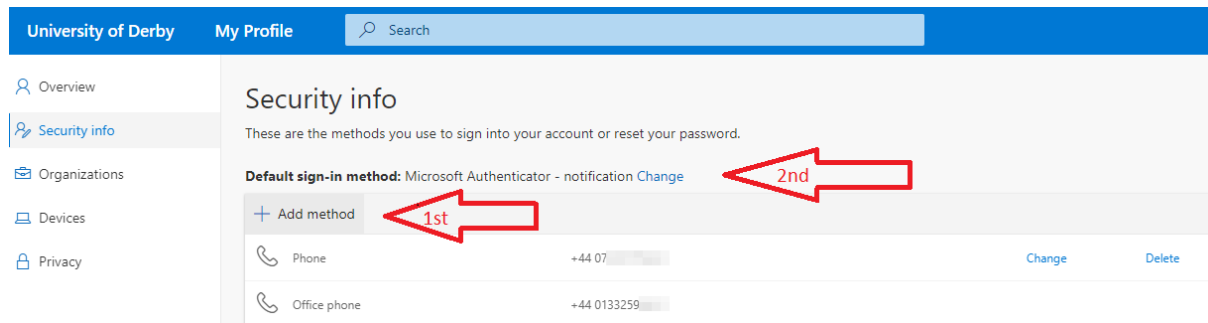 University of Derby My Profile Search
Overview
Security info
Organizations
Devices
Privacy
Security info
These are the methods you use to sign into your account or reset your password.
Default sign-in method: Microsoft Authenticator - notification Change
2nd
+ Add method
1st
Phone +44 07 Change Delete
Office phone +44 0133259